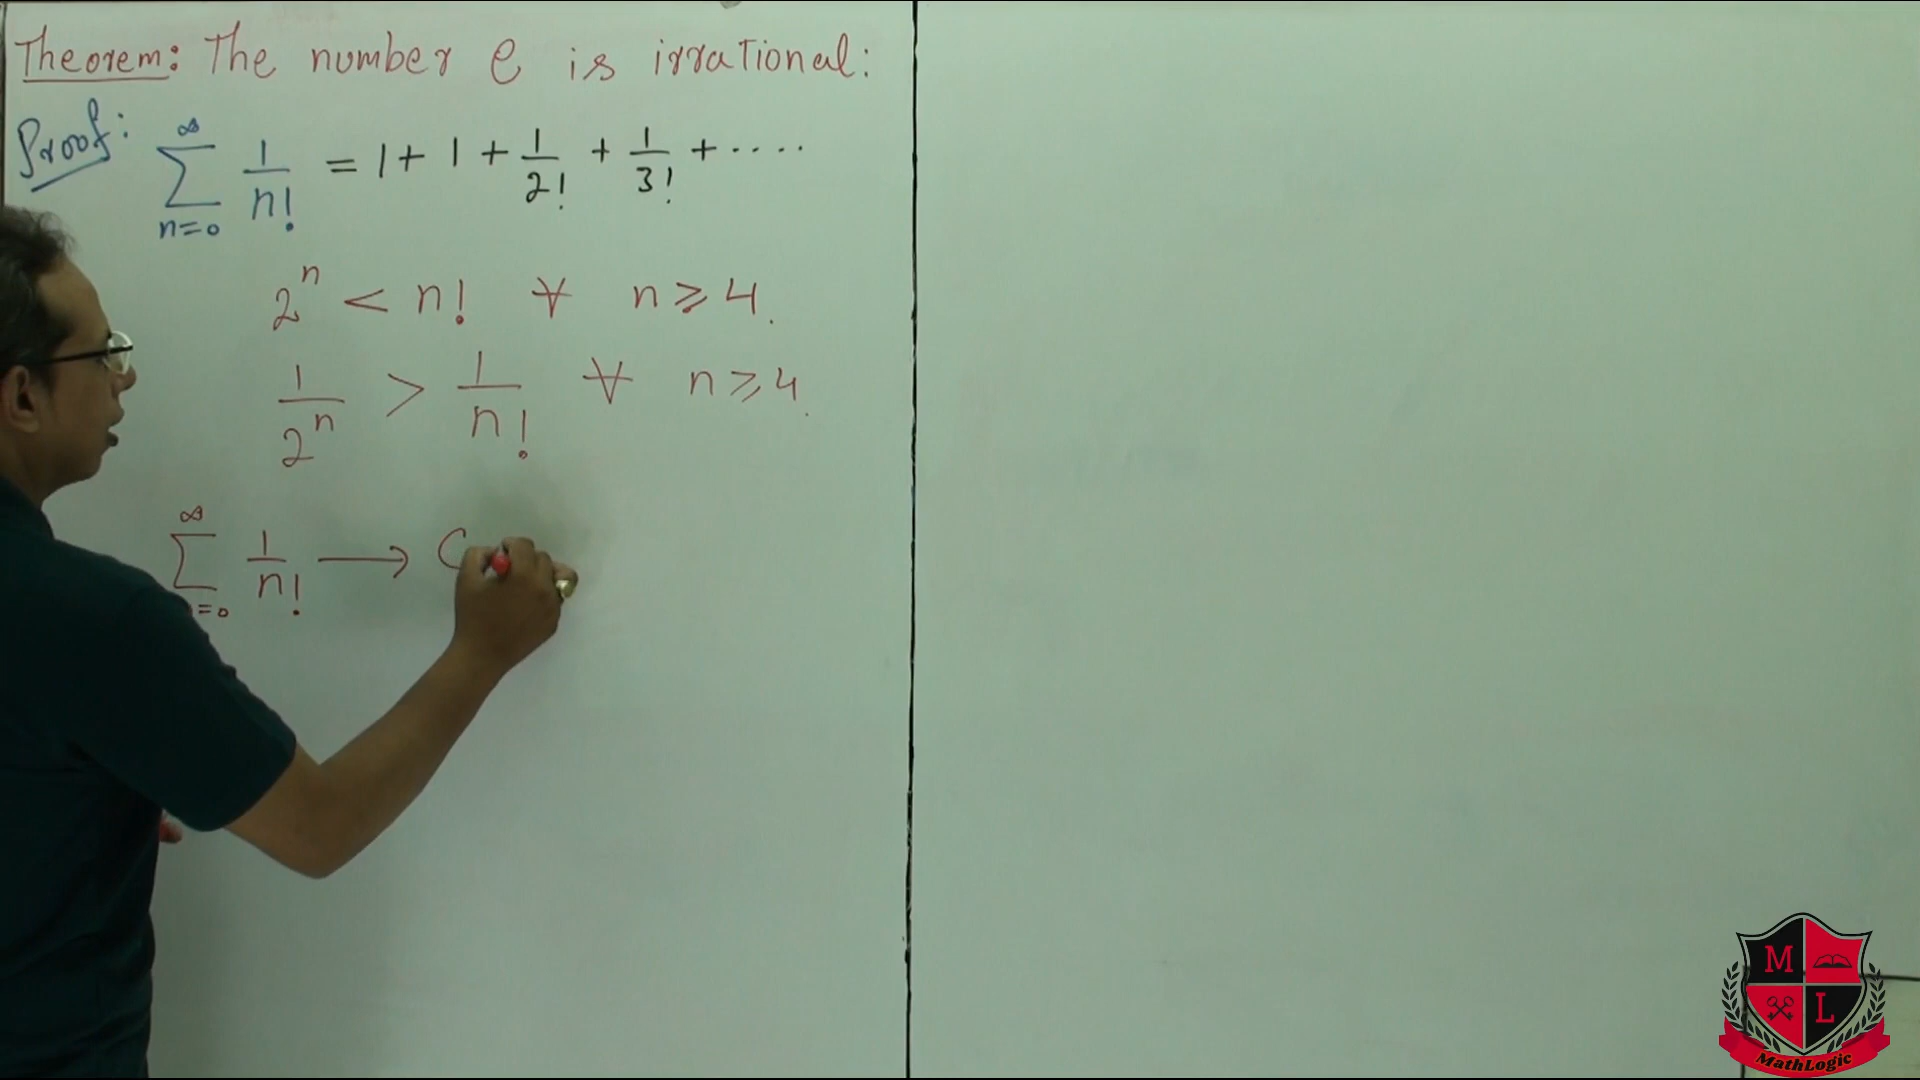 Theorem: The number e is irrational:
Proof: ∞ Σ n=0 1/n! = 1 + 1 + 1/2! + 1/3! + ....
2^n < n! ∀ n ≥ 4.
1/2^n > 1/n! ∀ n ≥ 4.
∞ Σ =0 1/n! ⟶ C
M L
MathLogic